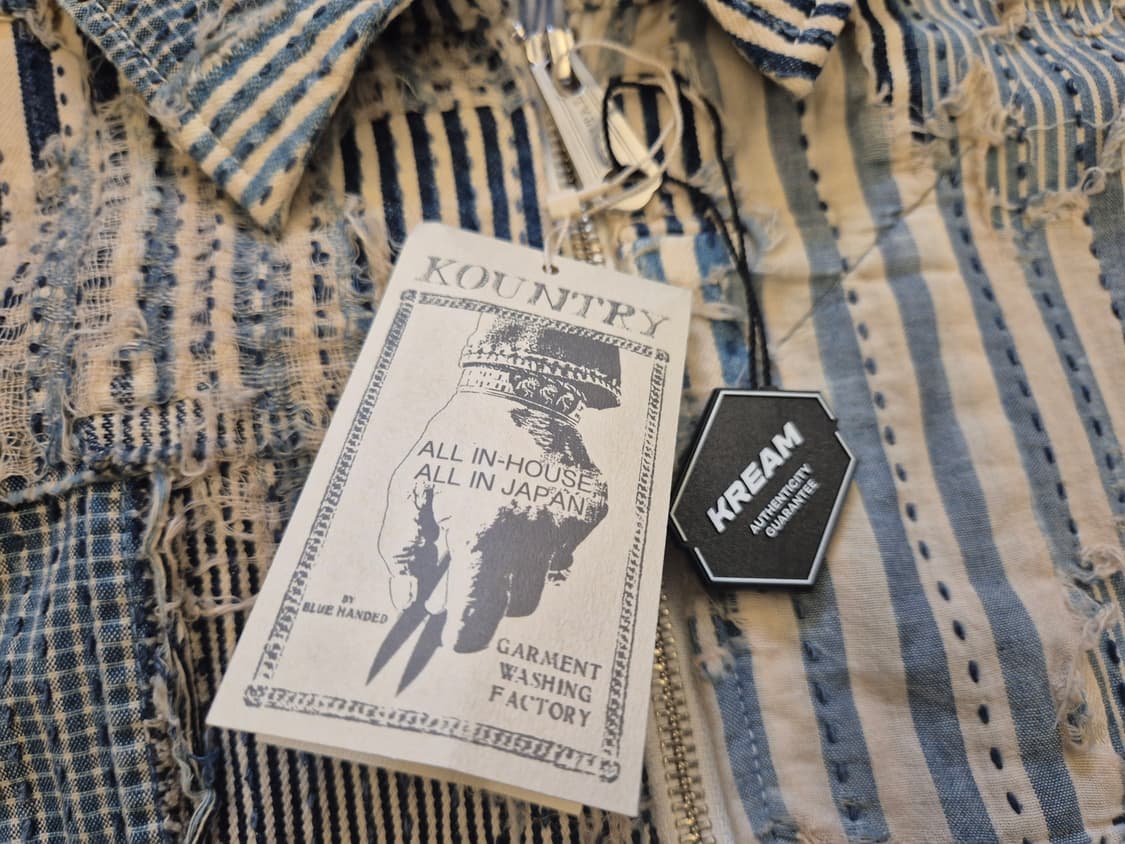 KOUNTRY
ALL IN-HOUSE
ALL IN JAPAN
BY
BLUE HANDED
GARMENT
WASHING
FACTORY
KREAM
AUTHENTICITY
GUARANTEE